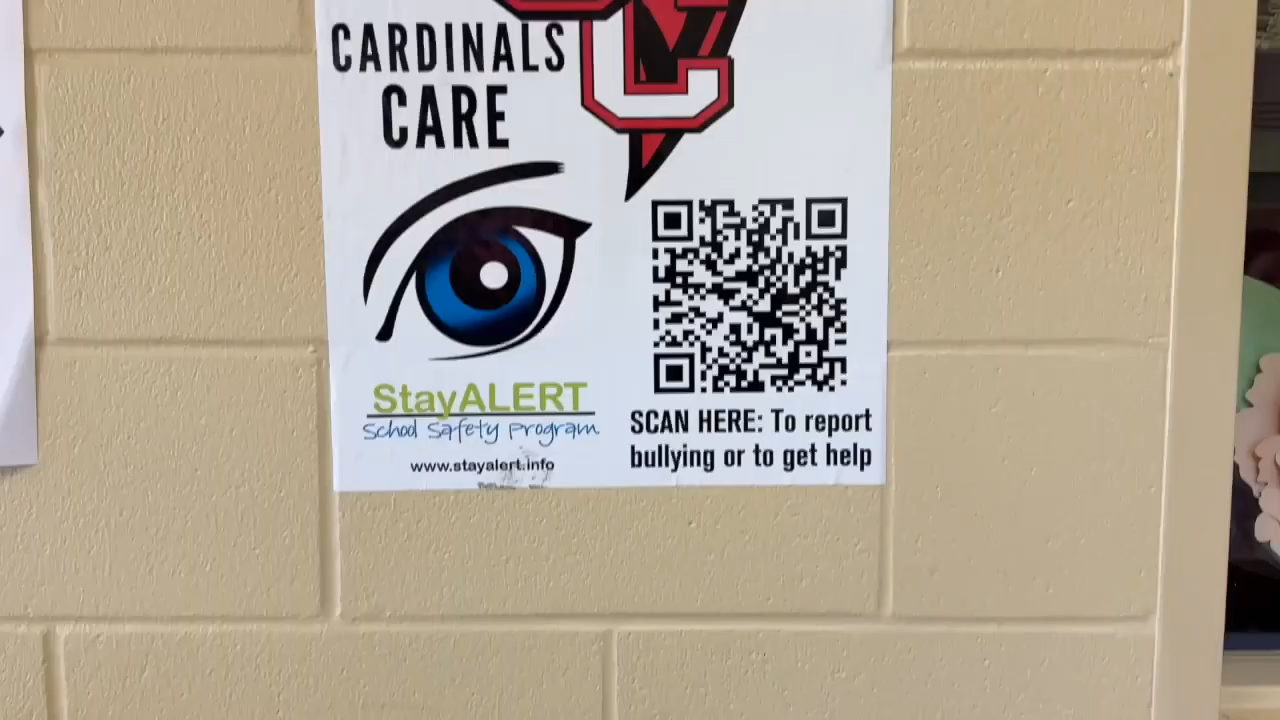 CARDINALS
CARE
StayALERT
School Safety Program
www.stayalert.info
SCAN HERE: To report
bullying or to get help